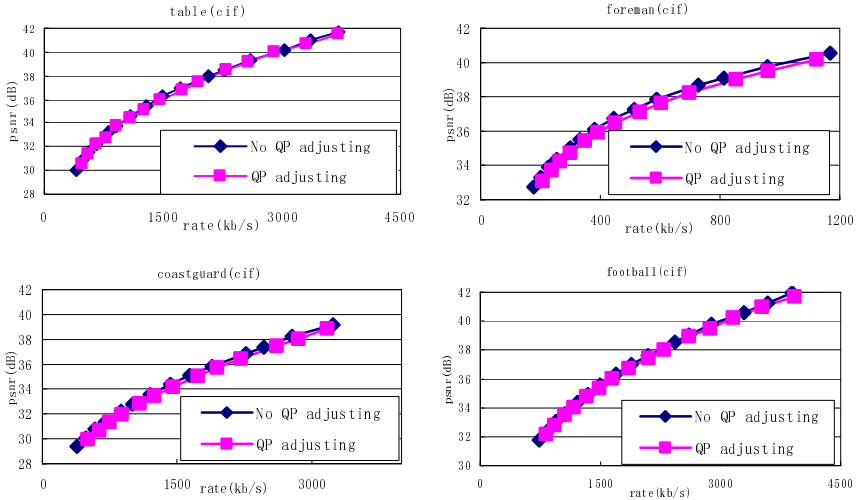 table(cif)
psnr(dB)
42
40
38
36
34
32
30
28
No QP adjusting
QP adjusting
0
1500
3000
4500
rate(kb/s)
foreman(cif)
psnr(dB)
42
40
38
36
34
32
No QP adjusting
QP adjusting
0
400
800
1200
rate(kb/s)
coastguard(cif)
psnr(dB)
42
40
38
36
34
32
30
28
No QP adjusting
QP adjusting
0
1500
3000
rate(kb/s)
football(cif)
psnr(dB)
42
40
38
36
34
32
30
No QP adjusting
QP adjusting
0
1500
3000
4500
rate(kb/s)